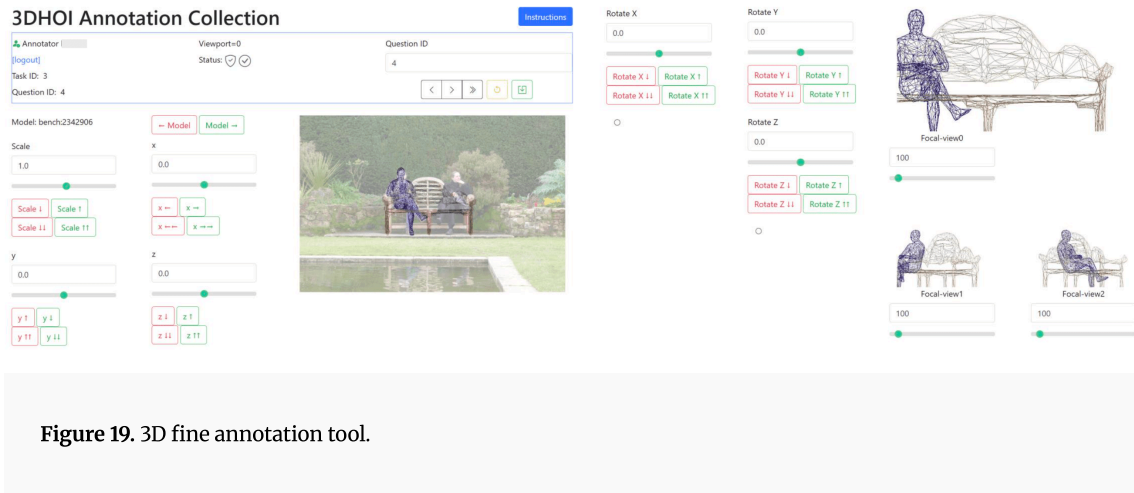 3DHOI Annotation Collection
Instructions
Annotator
Viewport=0
Question ID
[logout]
Status:
4
Task ID: 3
Question ID: 4
Model: bench:2342906
← Model
Model →
Scale
x
1.0
0.0
Scale ↓
Scale ↑
x ←
x →
Scale ↓↓
Scale ↑↑
x ←←
x →→
y
z
0.0
0.0
y ↑
y ↓
z ↓
z ↑
y ↑↑
y ↓↓
z ↓↓
z ↑↑
Rotate X
0.0
Rotate X ↓
Rotate X ↑
Rotate X ↓↓
Rotate X ↑↑
Rotate Y
0.0
Rotate Y ↓
Rotate Y ↑
Rotate Y ↓↓
Rotate Y ↑↑
Rotate Z
0.0
Rotate Z ↓
Rotate Z ↑
Rotate Z ↓↓
Rotate Z ↑↑
Focal-view0
100
Focal-view1
Focal-view2
100
100
Figure 19. 3D fine annotation tool.